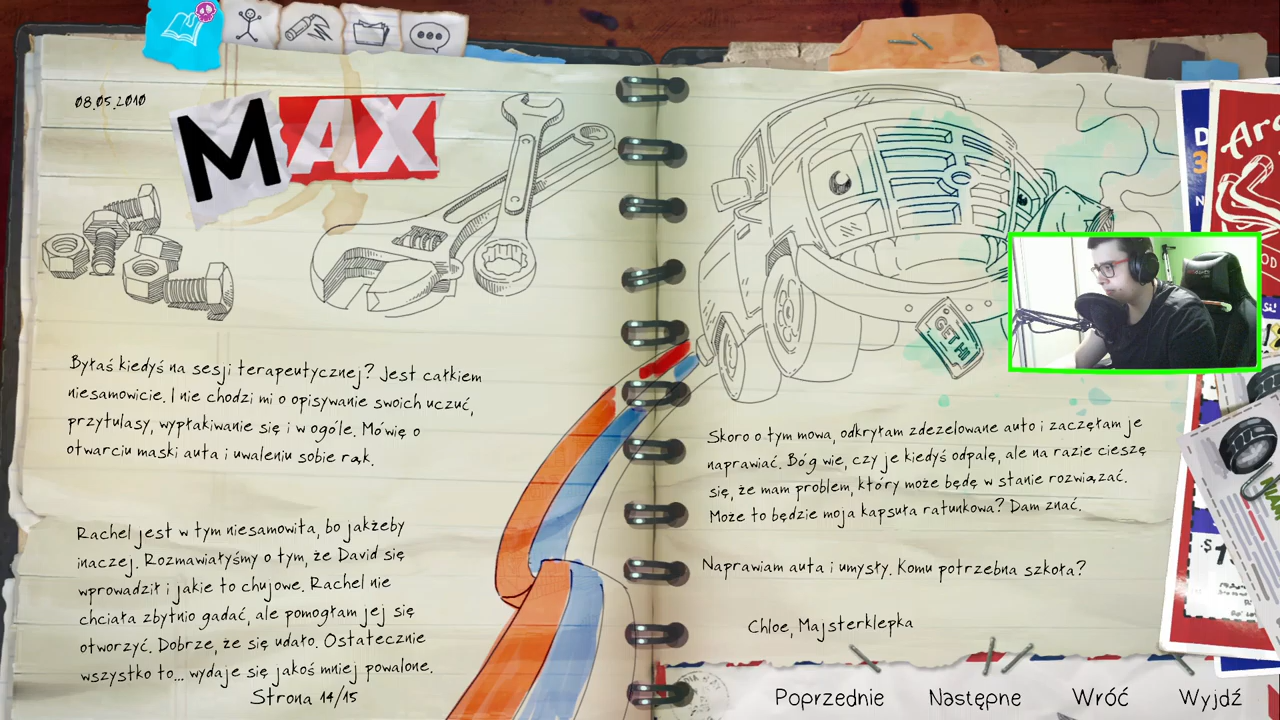 08.05.2010
MAX
Byłaś kiedyś na sesji terapeutycznej? Jest całkiem
niesamowicie. I nie chodzi mi o opisywanie swoich uczuć,
przytulasy, wypłakiwanie się i w ogóle. Mówię o
otwarciu maski auta i uwaleniu sobie rąk.
Rachel jest w tym niesamowita, bo jakżeby
inaczej. Rozmawiałyśmy o tym, że David się
wprowadził i jakie to chujowe. Rachel nie
chciała zbytnio gadać, ale pomogłam jej się
otworzyć. Dobrze, że się udało. Ostatecznie
wszystko to... wydaje się jakoś mniej powalone.
Strona 14/15
GET
Skoro o tym mowa, odkryłam zdezelowane auto i zaczęłam je
naprawiać. Bóg wie, czy je kiedyś odpalę, ale na razie cieszę
się, że mam problem, który może będę w stanie rozwiązać.
Może to będzie moja kapsuła ratunkowa? Dam znać.
Naprawiam auta i umysły. Komu potrzebna szkoła?
Chloe, Majsterklepka
Poprzednie Następne Wróć Wyjdź